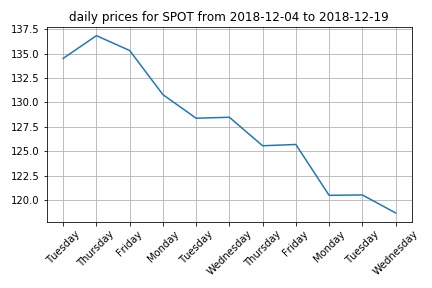 daily prices for SPOT from 2018-12-04 to 2018-12-19
137.5
135.0
132.5
130.0
127.5
125.0
122.5
120.0
Tuesday
Thursday
Friday
Monday
Tuesday
Wednesday
Thursday
Friday
Monday
Tuesday
Wednesday